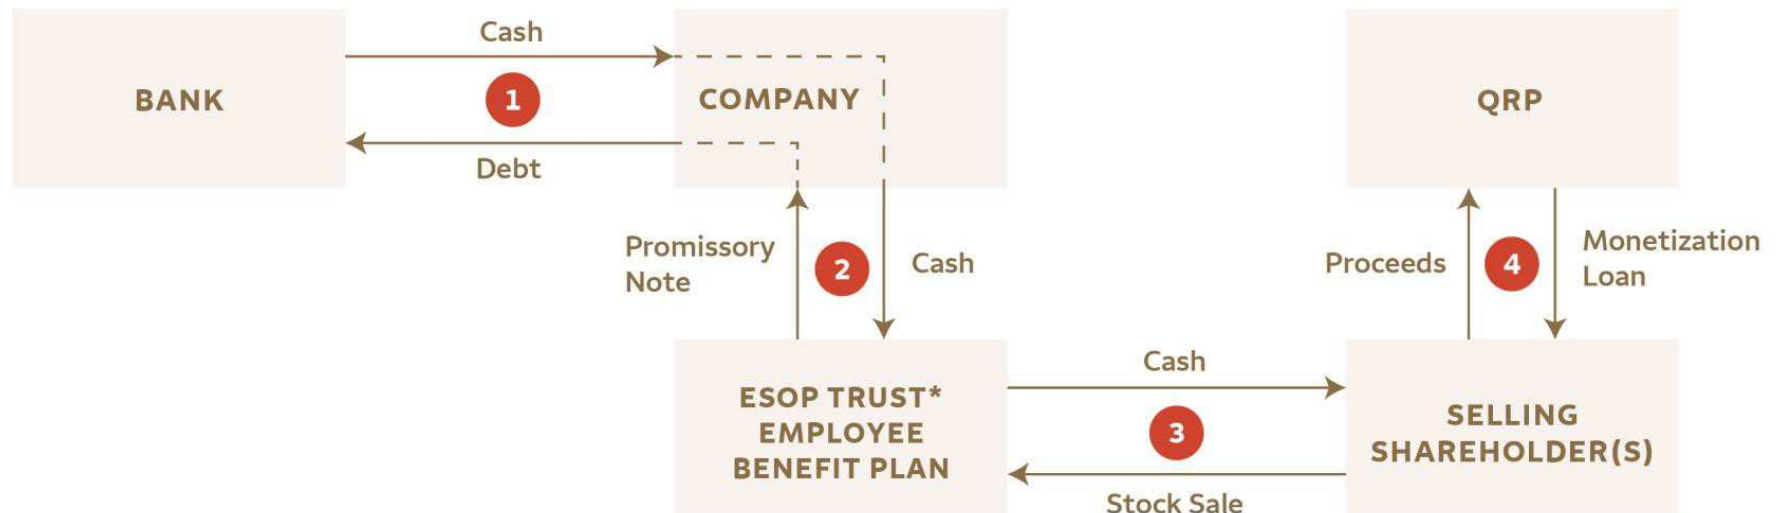 Cash
BANK
1
COMPANY
QRP
Debt
Promissory
Note
2
Cash
Proceeds
4
Monetization
Loan
ESOP TRUST*
EMPLOYEE
BENEFIT PLAN
Cash
3
Stock Sale
SELLING
SHAREHOLDER(S)